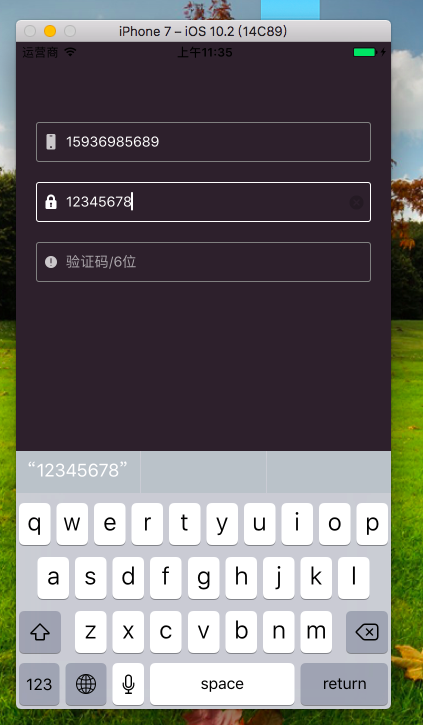 iPhone 7 – iOS 10.2 (14C89)
运营商 上午11:35
15936985689
12345678
验证码/6位
“12345678”
q w e r t y u i o p
a s d f g h j k l
z x c v b n m
123 space return